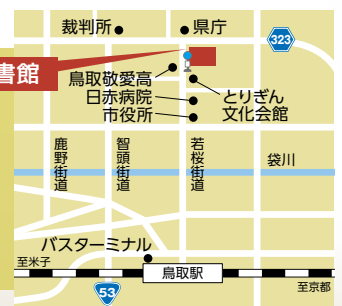 裁判所
県庁
323
書館
鳥取敬愛高
日赤病院
市役所
とりぎん
文化会館
鹿野街道
智頭街道
若桜街道
袋川
バスターミナル
至米子
鳥取駅
至京都
53